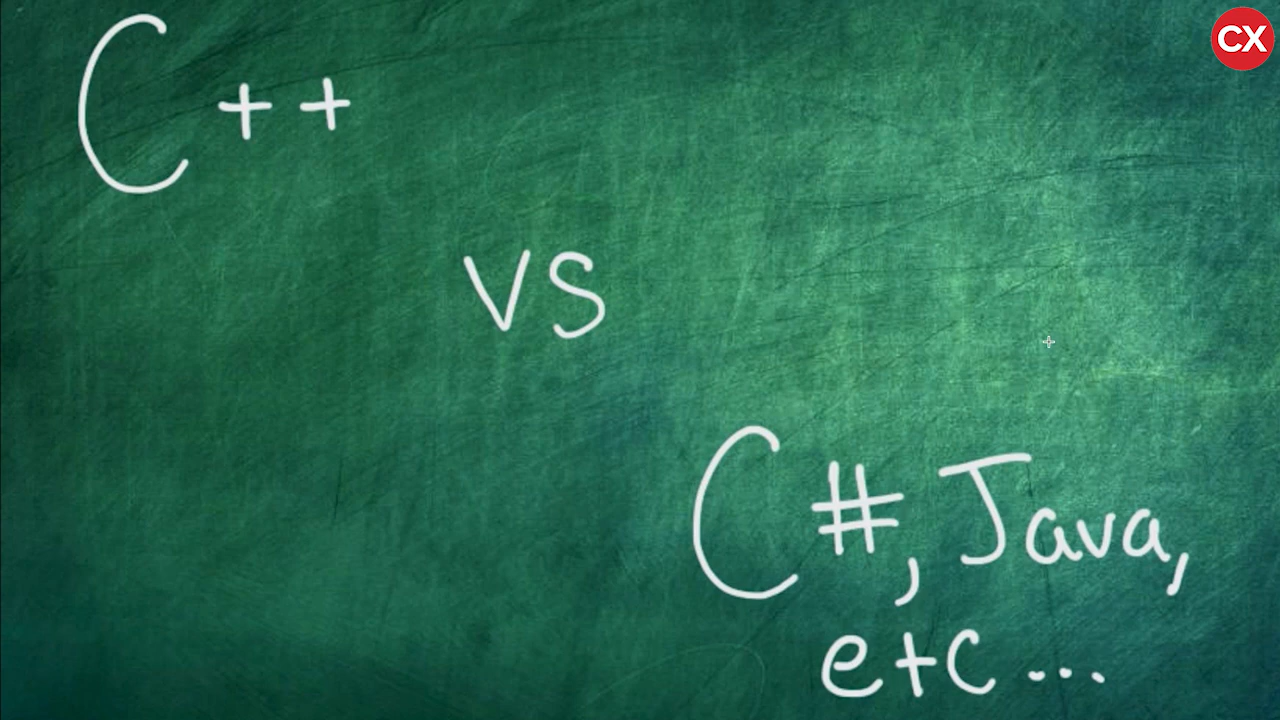 CX
C++
vs
C#, Java,
etc...